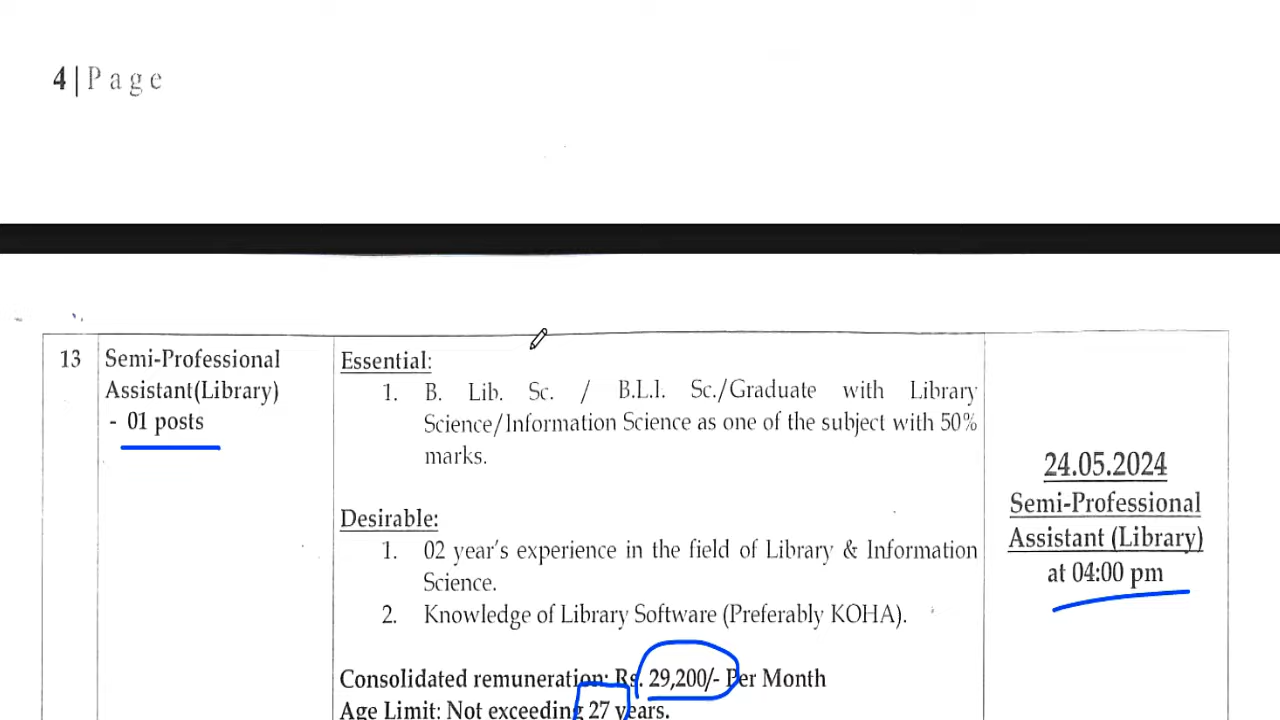 4|Page
13
Semi-Professional
Assistant(Library)
- 01 posts
Essential:
1. B. Lib. Sc. / B.L.I. Sc./Graduate with Library
Science/Information Science as one of the subject with 50%
marks.
Desirable:
1. 02 year's experience in the field of Library & Information
Science.
2. Knowledge of Library Software (Preferably KOHA).
Consolidated remuneration: Rs. 29,200/- Per Month
Age Limit: Not exceeding 27 years.
24.05.2024
Semi-Professional
Assistant (Library)
at 04:00 pm